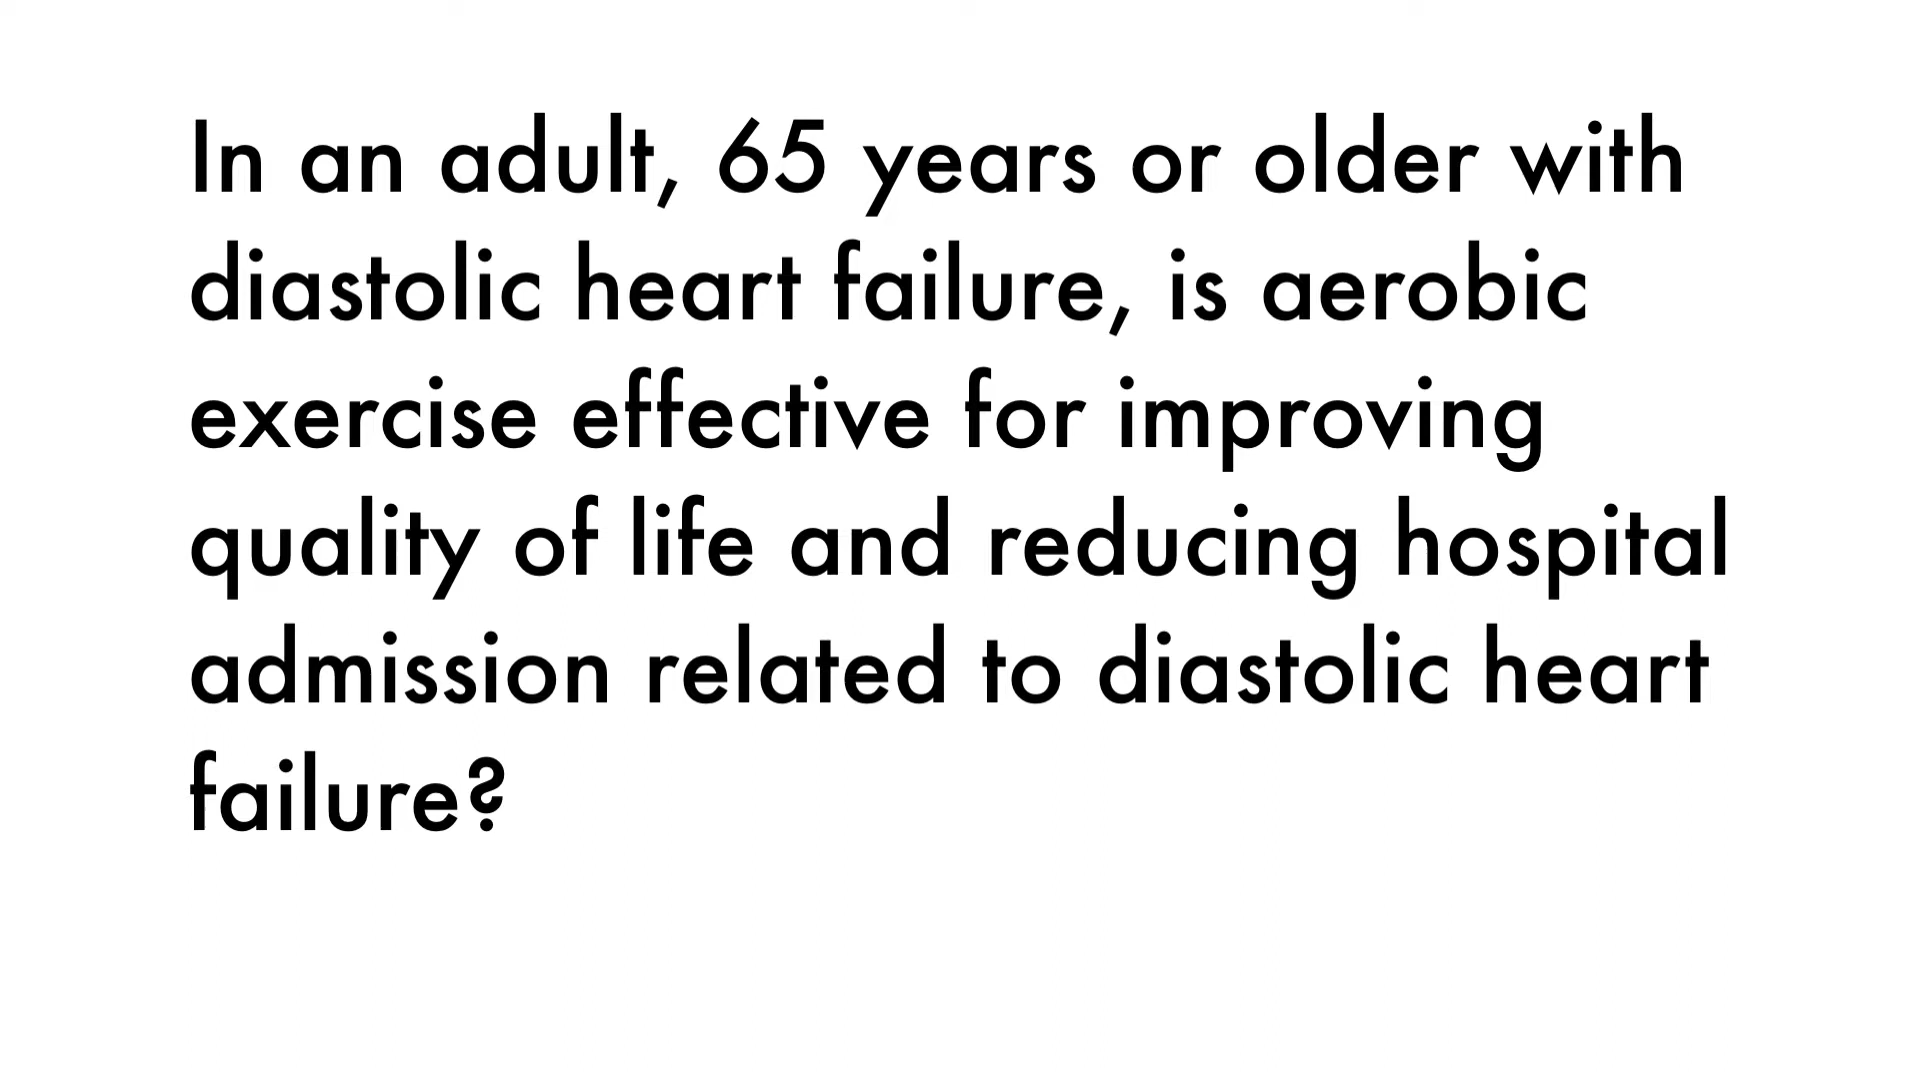 In an adult, 65 years or older with
diastolic heart failure, is aerobic
exercise effective for improving
quality of life and reducing hospital
admission related to diastolic heart
failure?